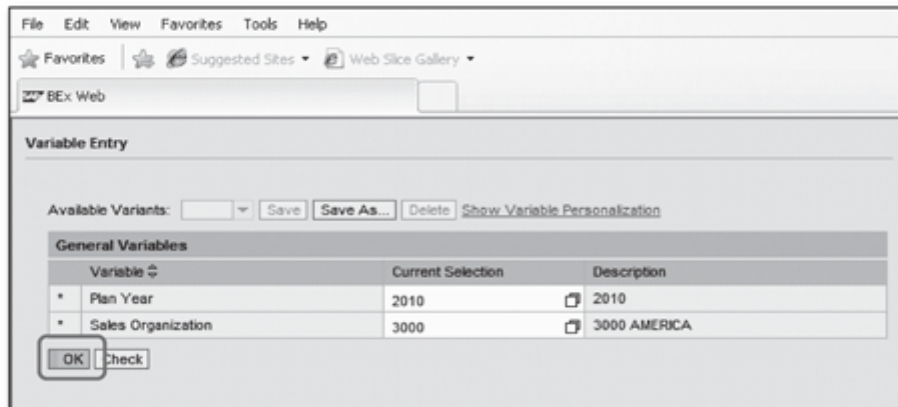 File Edit View Favorites Tools Help
Favorites Suggested Sites Web Slice Gallery
SAP BEx Web
Variable Entry
Available Variants: Save Save As... Delete Show Variable Personalization
General Variables
Variable Current Selection Description
* Plan Year 2010 2010
* Sales Organization 3000 3000 AMERICA
OK Check